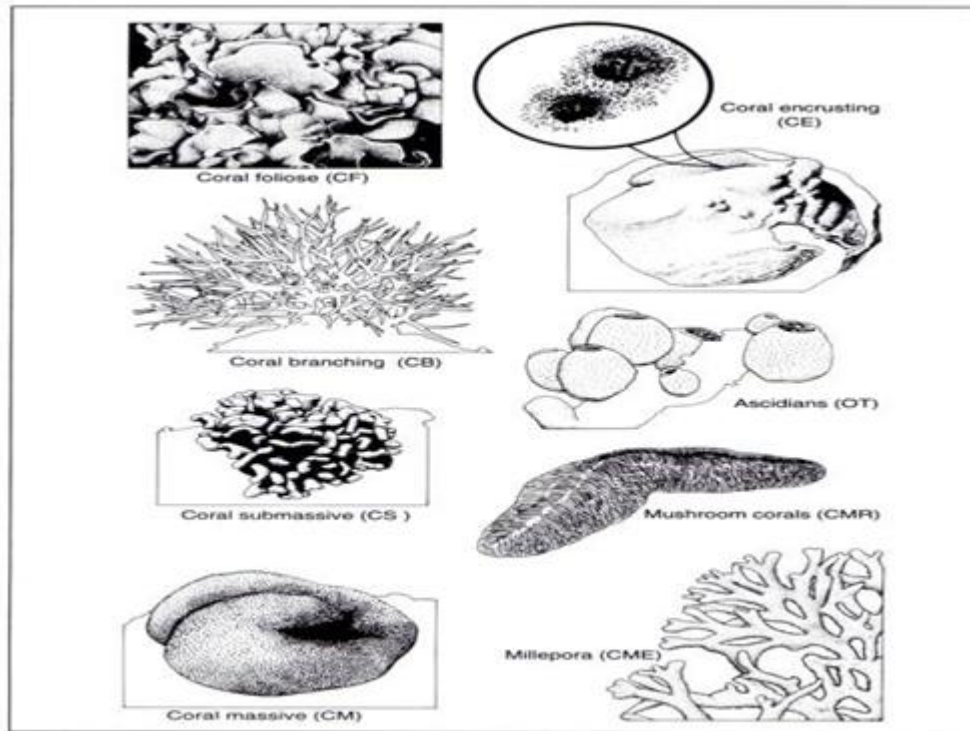 Coral foliose (CF)
Coral encrusting
(CE)
Coral branching (CB)
Ascidians (OT)
Coral submassive (CS )
Mushroom corals (CMR)
Millepora (CME)
Coral massive (CM)